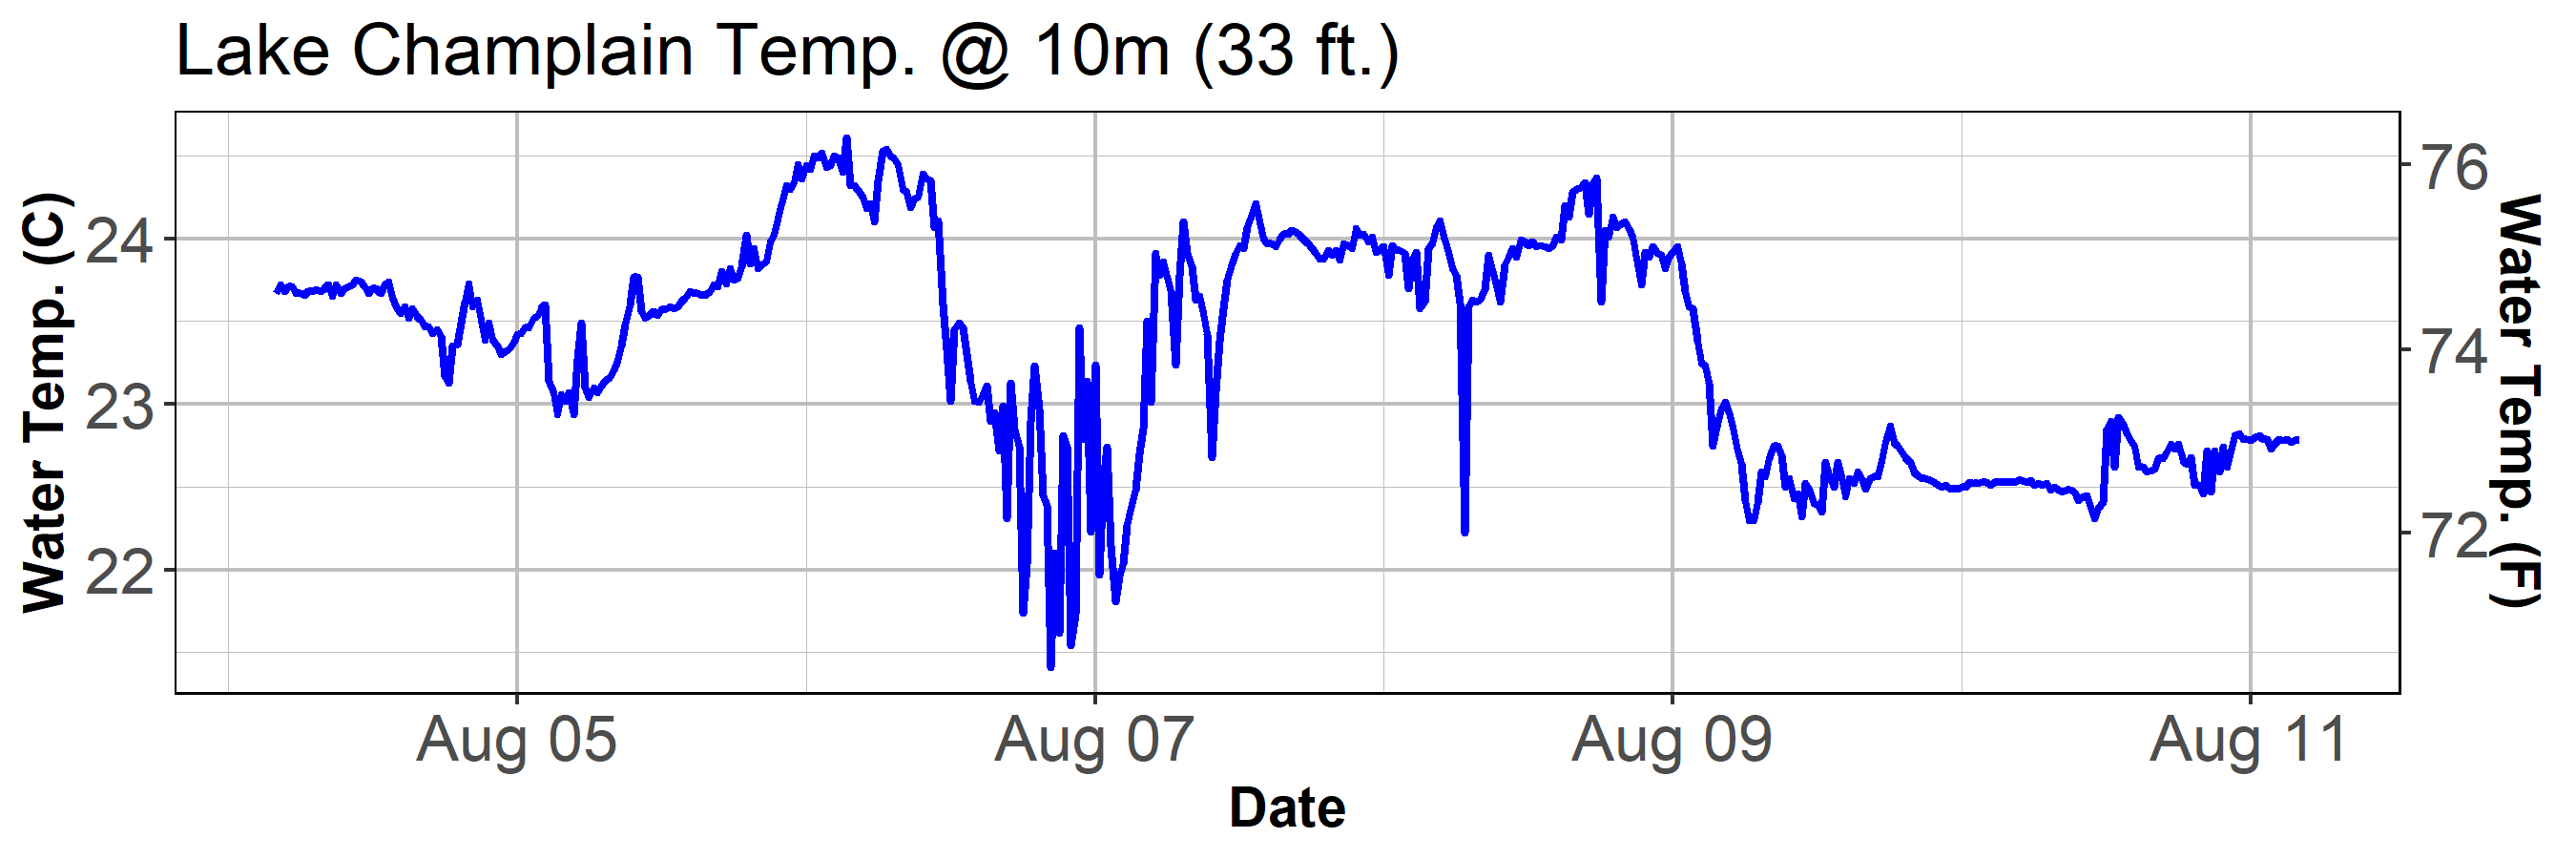 Lake Champlain Temp. @ 10m (33 ft.)
Water Temp. (C)
24
23
22
76
74
72
Water Temp. (F)
Aug 05
Aug 07
Aug 09
Aug 11
Date